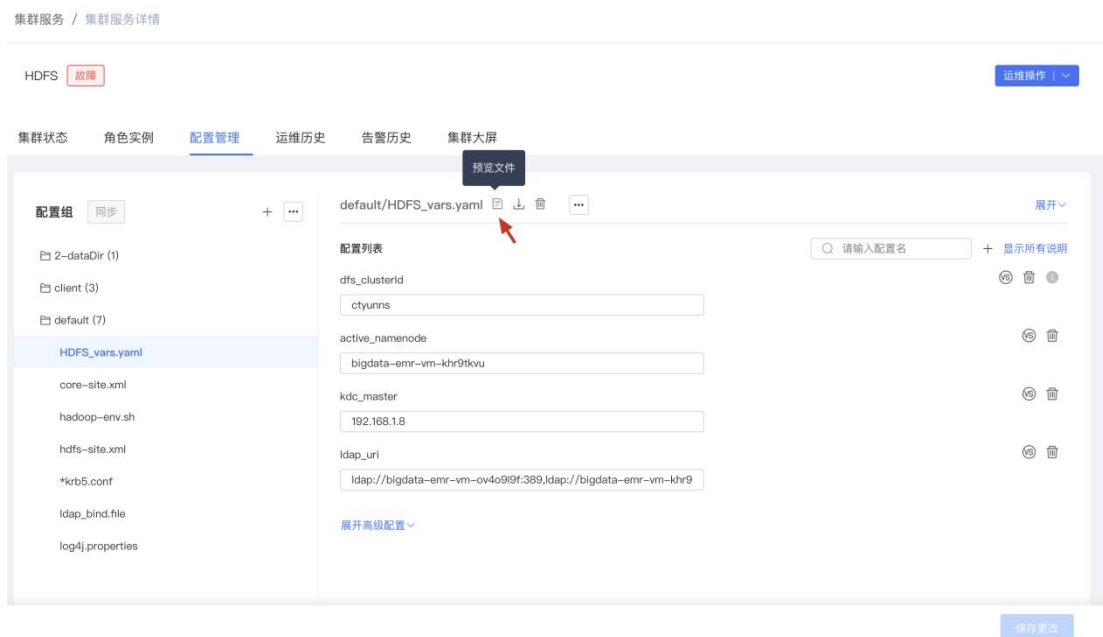 集群服务 / 集群服务详情
HDFS 故障
运维操作
集群状态 角色实例 配置管理 运维历史 告警历史 集群大屏
预览文件
配置组 同步
default/HDFS_vars.yaml
展开
配置列表
请输入配置名
显示所有说明
2-dataDir (1)
client (3)
default (7)
HDFS_vars.yaml
core-site.xml
hadoop-env.sh
hdfs-site.xml
*krb5.conf
ldap_bind.file
log4j.properties
dfs_clusterId
VS
ctyunns
active_namenode
VS
bigdata-emr-vm-khr9tkvu
kdc_master
VS
192.168.1.8
ldap_uri
VS
ldap://bigdata-emr-vm-ov4o9l9f:389,ldap://bigdata-emr-vm-khr9
展开高级配置
保存更改